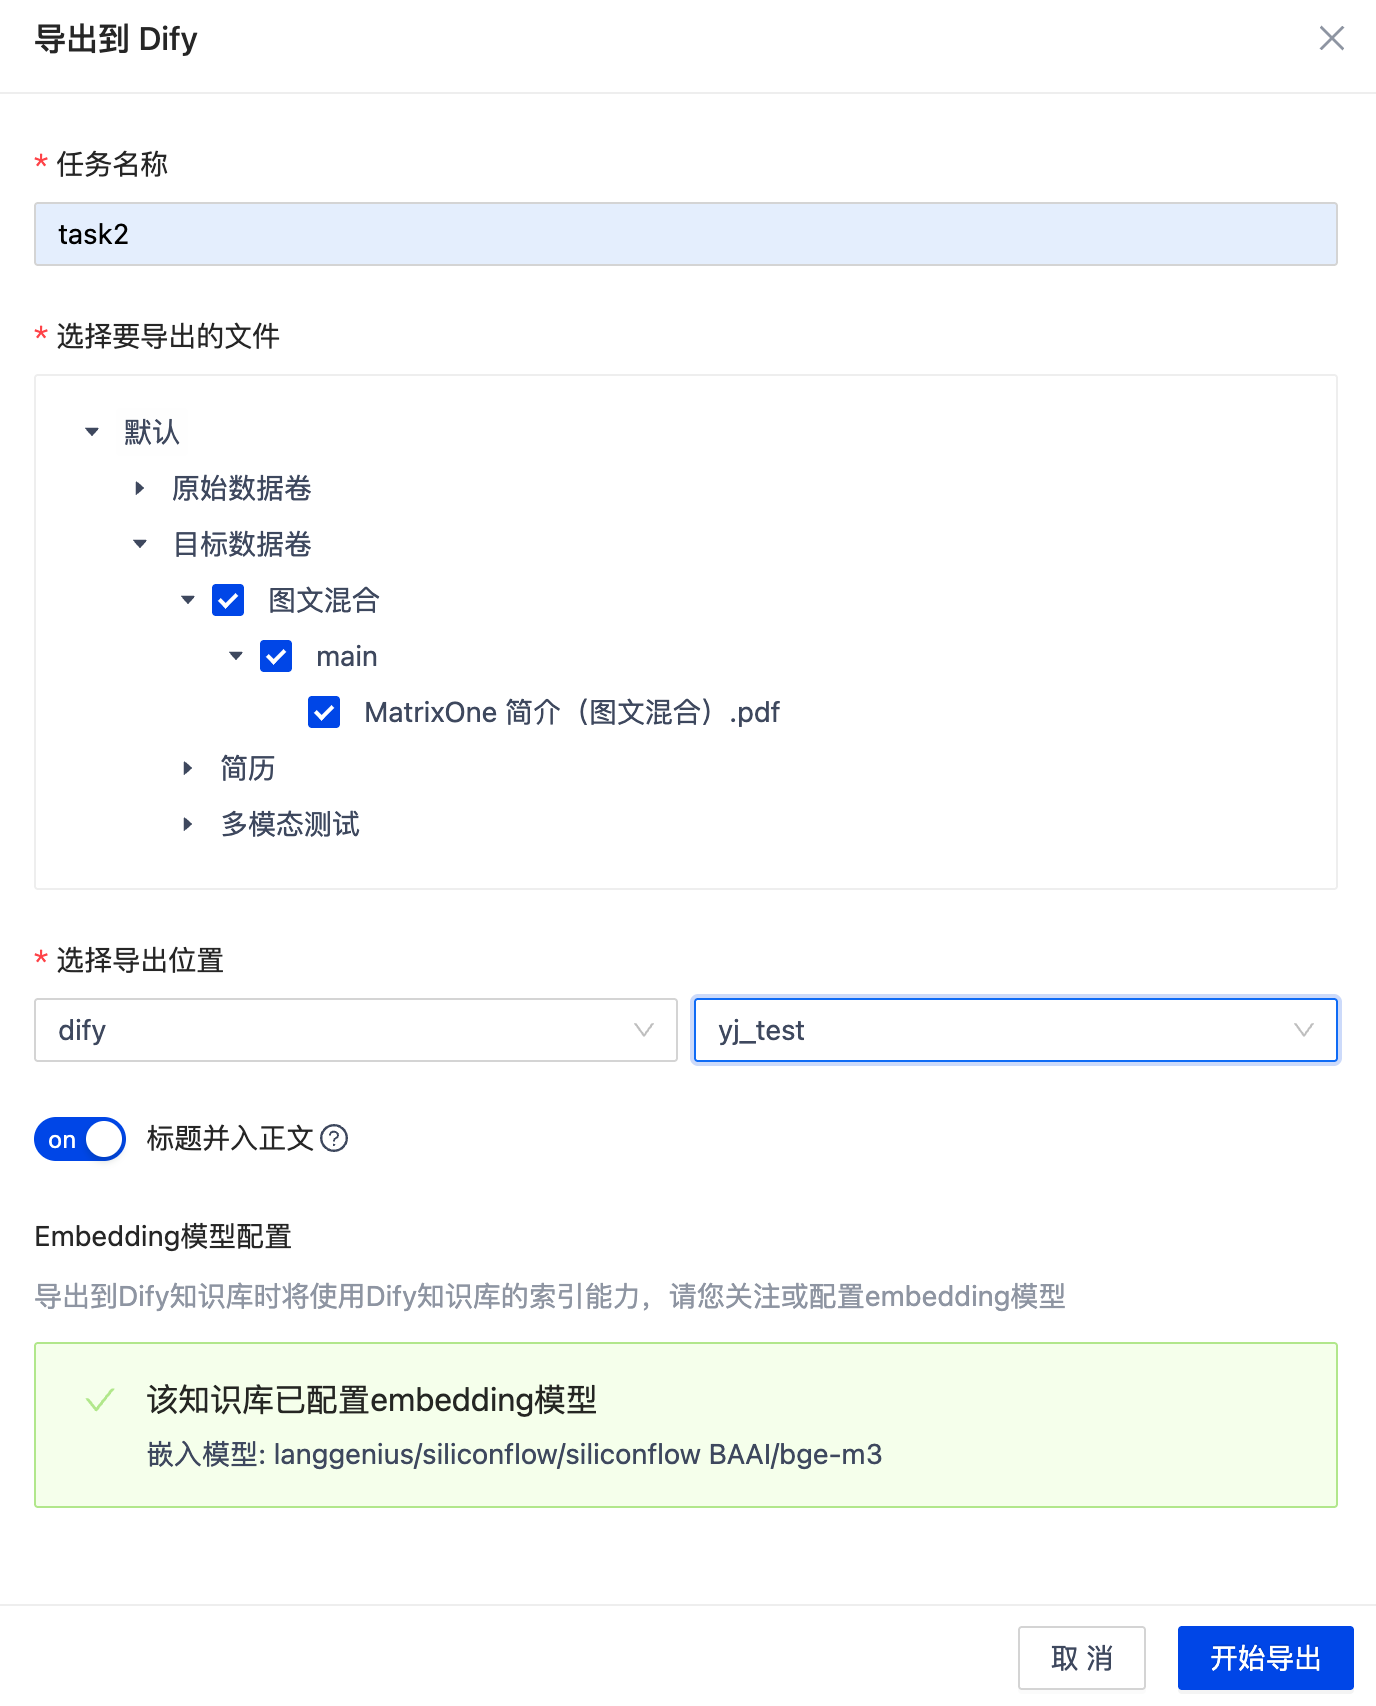 导出到 Dify
* 任务名称
task2
* 选择要导出的文件
默认
原始数据卷
目标数据卷
图文混合
main
MatrixOne 简介（图文混合）.pdf
简历
多模态测试
* 选择导出位置
dify
yj_test
on 标题并入正文?
Embedding模型配置
导出到Dify知识库时将使用Dify知识库的索引能力，请您关注或配置embedding模型
该知识库已配置embedding模型
嵌入模型: langgenius/siliconflow/siliconflow BAAI/bge-m3
取 消
开始导出